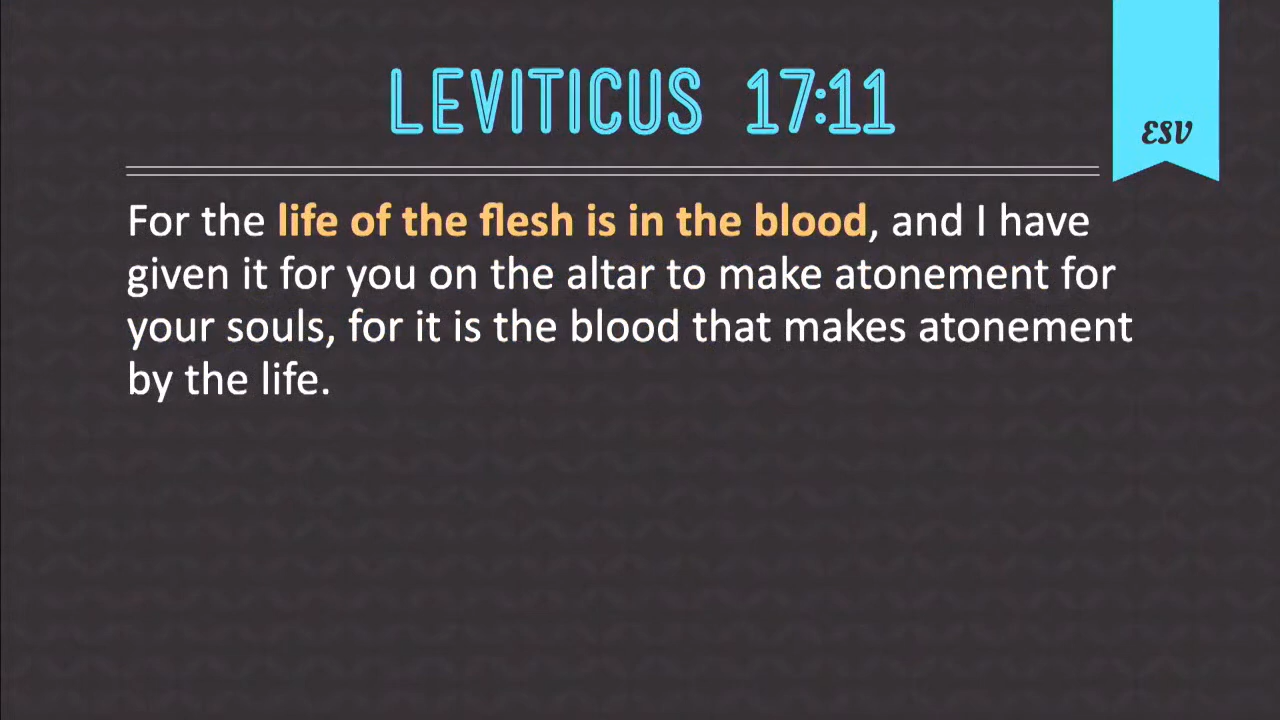 LEVITICUS 17:11
ESV
For the life of the flesh is in the blood, and I have
given it for you on the altar to make atonement for
your souls, for it is the blood that makes atonement
by the life.